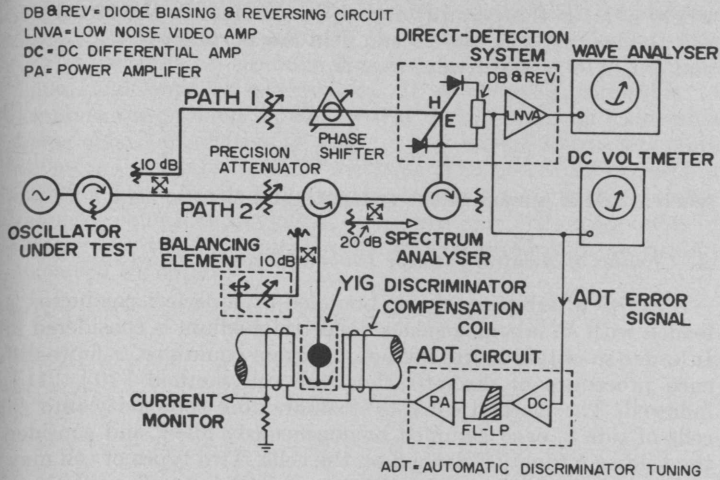 DB & REV = DIODE BIASING & REVERSING CIRCUIT
LNVA = LOW NOISE VIDEO AMP
DC = DC DIFFERENTIAL AMP
PA = POWER AMPLIFIER
DIRECT-DETECTION
SYSTEM
WAVE ANALYSER
DB & REV
PATH 1
H
E
LNVA
PHASE
SHIFTER
10 dB
PRECISION
ATTENUATOR
DC VOLTMETER
PATH 2
OSCILLATOR
UNDER TEST
20 dB
SPECTRUM
ANALYSER
BALANCING
ELEMENT
10 dB
YIG DISCRIMINATOR
COMPENSATION
COIL
ADT ERROR
SIGNAL
ADT CIRCUIT
PA
FL-LP
DC
CURRENT
MONITOR
ADT = AUTOMATIC DISCRIMINATOR TUNING